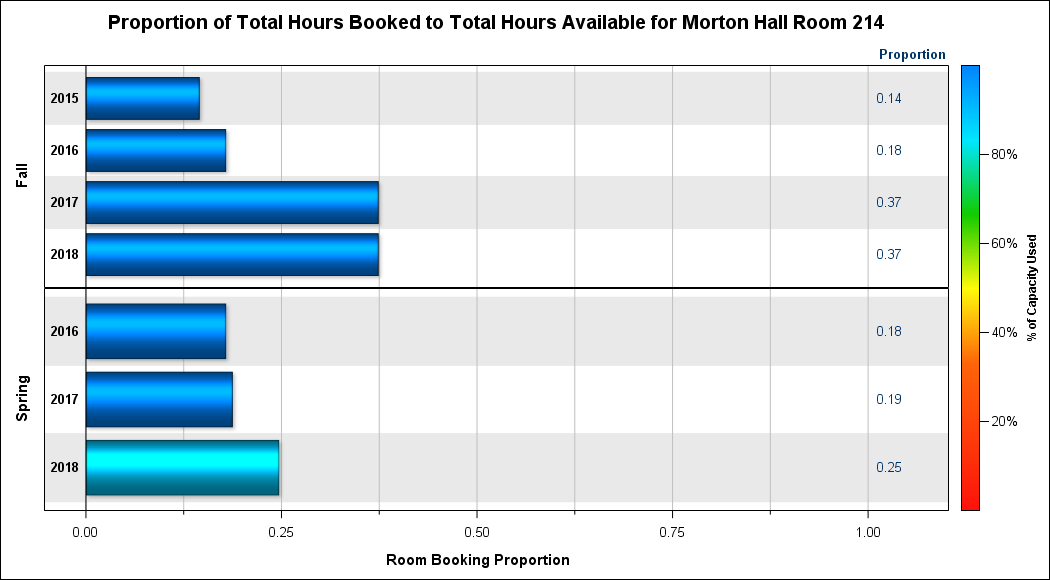 Proportion of Total Hours Booked to Total Hours Available for Morton Hall Room 214
Proportion
Fall
2015 0.14
2016 0.18
2017 0.37
2018 0.37
Spring
2016 0.18
2017 0.19
2018 0.25
0.00 0.25 0.50 0.75 1.00
Room Booking Proportion
80%
60%
40%
20%
% of Capacity Used